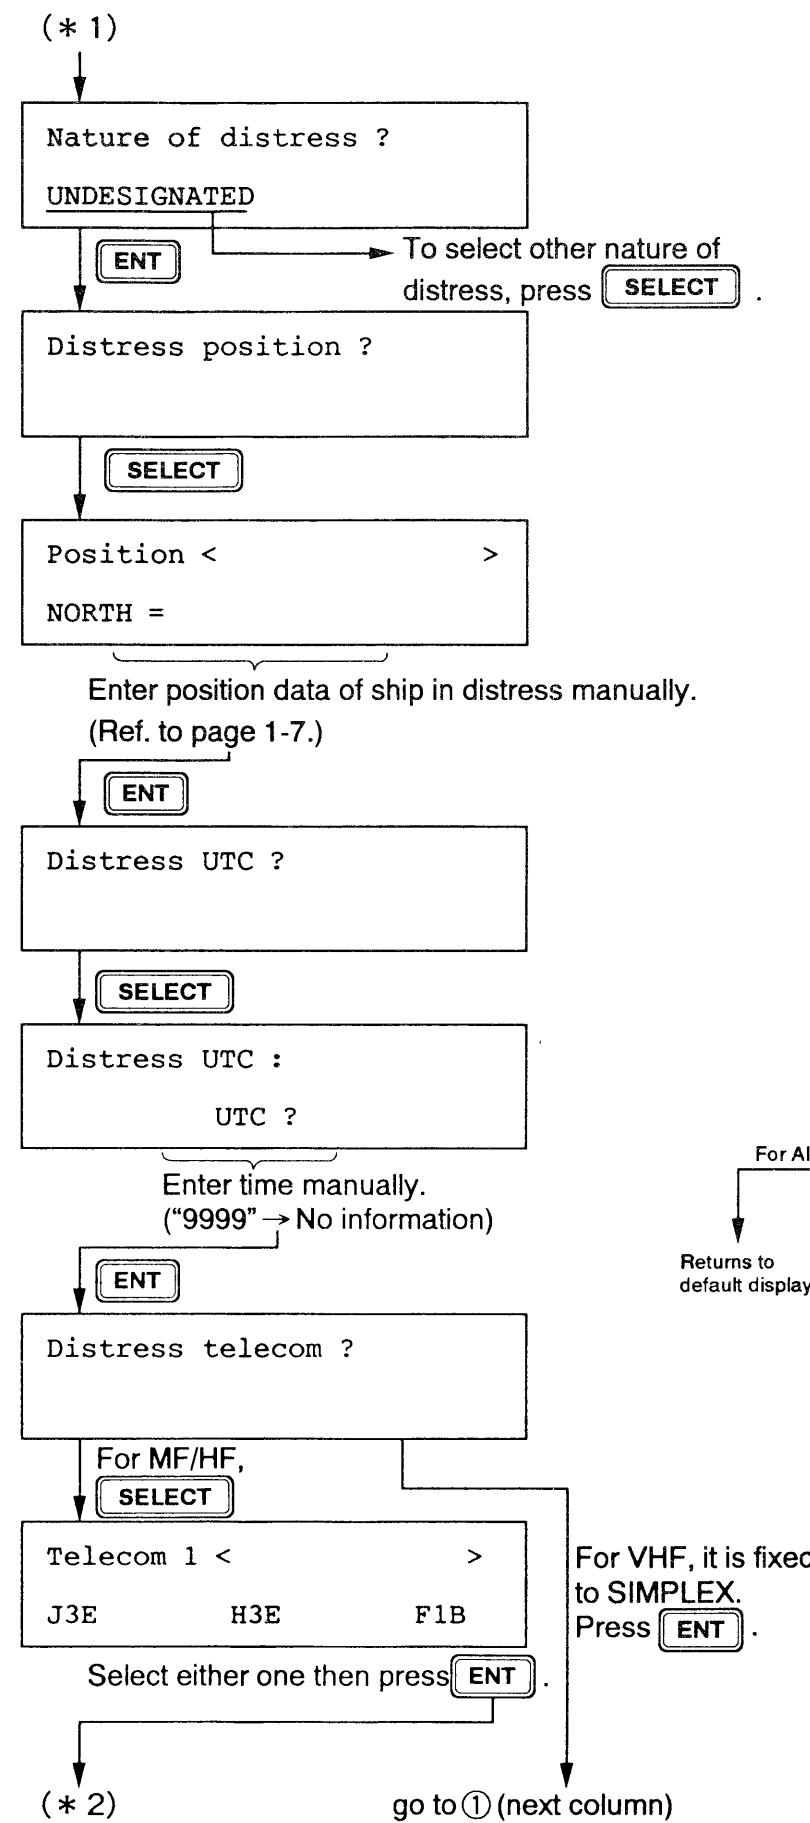 (* 1)
Nature of distress ?
UNDESIGNATED
ENT
To select other nature of
distress, press SELECT .
Distress position ?
SELECT
Position < >
NORTH =
Enter position data of ship in distress manually.
(Ref. to page 1-7.)
ENT
Distress UTC ?
SELECT
Distress UTC :
UTC ?
Enter time manually.
("9999" → No information)
For Al
Returns to
default display
ENT
Distress telecom ?
For MF/HF,
SELECT
Telecom 1 < >
J3E H3E F1B
For VHF, it is fixed
to SIMPLEX.
Press ENT .
Select either one then press ENT .
(* 2)
go to ① (next column)